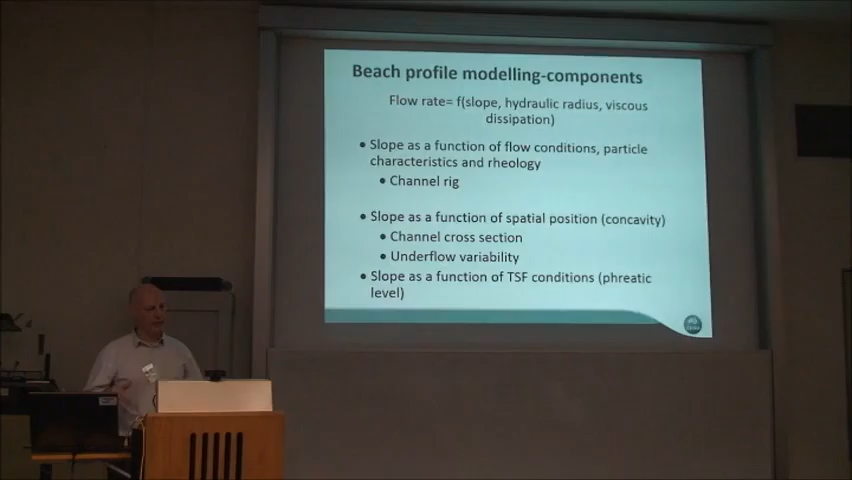 Beach profile modelling-components
Flow rate= f(slope, hydraulic radius, viscous
dissipation)
• Slope as a function of flow conditions, particle
characteristics and rheology
• Channel rig
• Slope as a function of spatial position (concavity)
• Channel cross section
• Underflow variability
• Slope as a function of TSF conditions (phreatic
level)